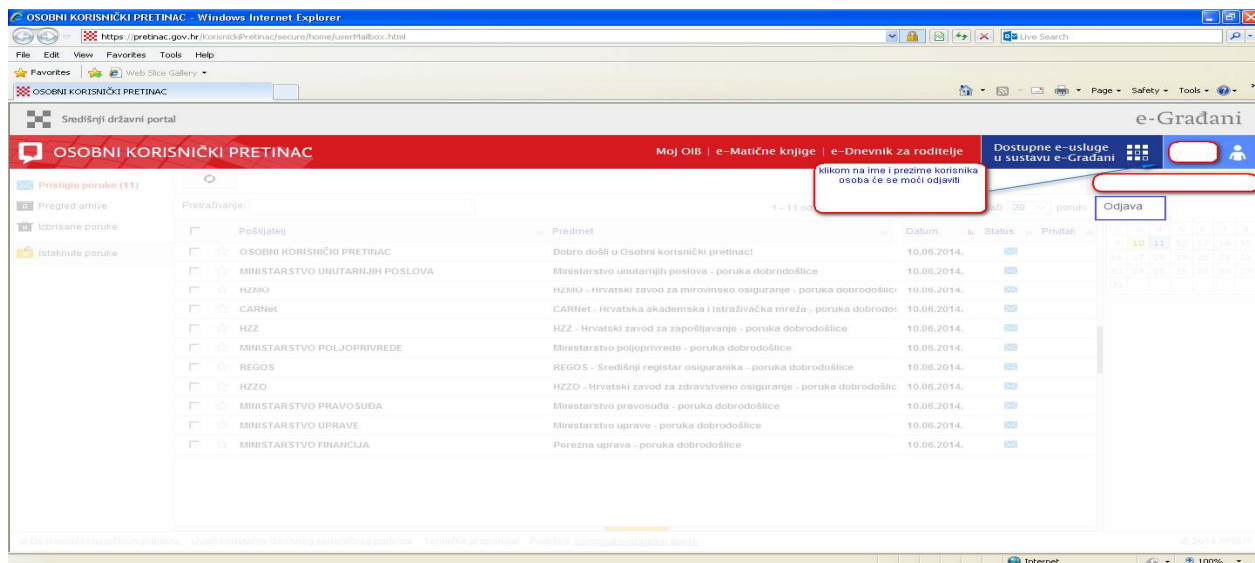 OSOBNI KORISNIČKI PRETINAC - Windows Internet Explorer
https://pretinac.gov.hr/KorisnickiPretinac/secure/home/userMailbox.html
Live Search
File Edit View Favorites Tools Help
Favorites Web Slice Gallery
OSOBNI KORISNIČKI PRETINAC
Page Safety Tools
Središnji državni portal
e-Građani
OSOBNI KORISNIČKI PRETINAC
Moj OIB | e-Matične knjige | e-Dnevnik za roditelje
Dostupne e-usluge
u sustavu e-Građani
klikom na ime i prezime korisnika
osoba će se moći odjaviti
Pristigle poruke (11)
Pregled arhive
Izbrisane poruke
Istaknute poruke
Pretraživanje:
1 - 11 od
30 poruka
Odjava
Pošiljatelj Predmet Datum Status Privitak
OSOBNI KORISNIČKI PRETINAC Dobro došli u Osobni korisnički pretinac! 10.06.2014.
MINISTARSTVO UNUTARNJIH POSLOVA Ministarstvo unutarnjih poslova - poruka dobrodošlice 10.06.2014.
HZMO HZMO - Hrvatski zavod za mirovinsko osiguranje - poruka dobrodošlice 10.06.2014.
CARNet CARNet - Hrvatska akademska i istraživačka mreža - poruka dobrodoš 10.06.2014.
HZZ HZZ - Hrvatski zavod za zapošljavanje - poruka dobrodošlice 10.06.2014.
MINISTARSTVO POLJOPRIVREDE Ministarstvo poljoprivrede - poruka dobrodošlice 10.06.2014.
REGOS REGOS - Središnji registar osiguranika - poruka dobrodošlice 10.06.2014.
HZZO HZZO - Hrvatski zavod za zdravstveno osiguranje - poruka dobrodošlic 10.06.2014.
MINISTARSTVO PRAVOSUĐA Ministarstvo pravosuđa - poruka dobrodošlice 10.06.2014.
MINISTARSTVO UPRAVE Ministarstvo uprave - poruka dobrodošlice 10.06.2014.
MINISTARSTVO FINANCIJA Porezna uprava - poruka dobrodošlice 10.06.2014.
10 11
Internet 100%